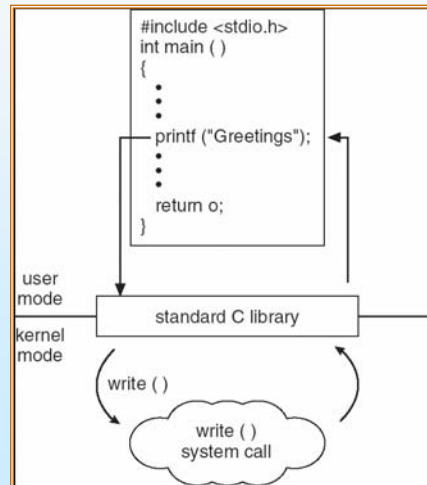 #include <stdio.h>
int main ( )
{
•
•
•
printf ("Greetings");
•
•
•
return o;
}
user
mode
standard C library
kernel
mode
write ( )
write ( )
system call